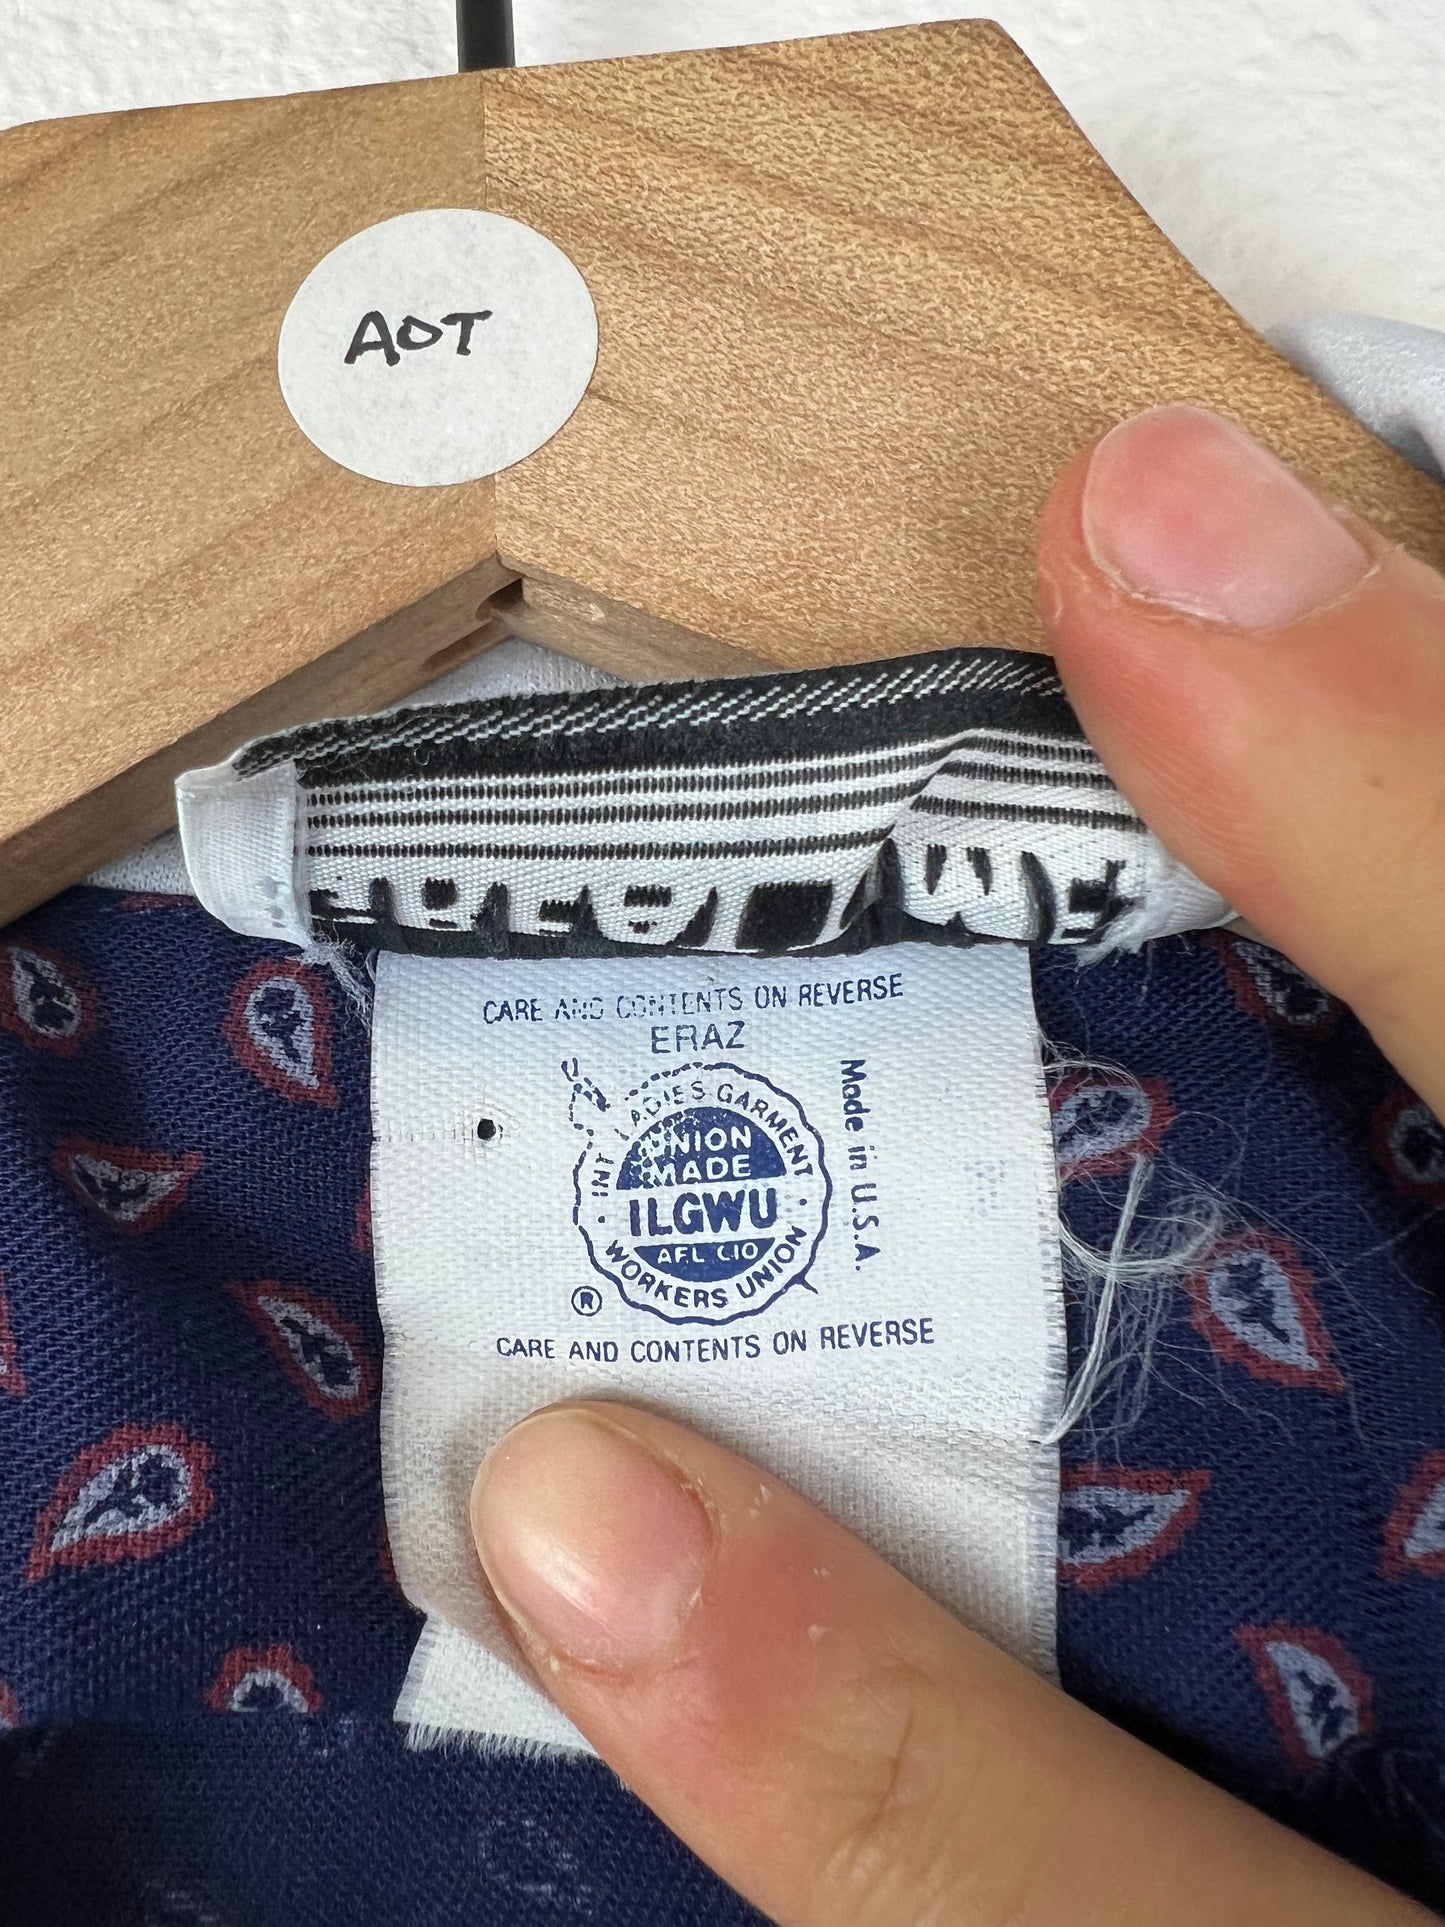 AOT
CARE AND CONTENTS ON REVERSE
ERAZ
INT LADIES GARMENT
UNION
MADE
ILGWU
AFL CIO
WORKERS UNION
®
Made in U.S.A.
CARE AND CONTENTS ON REVERSE